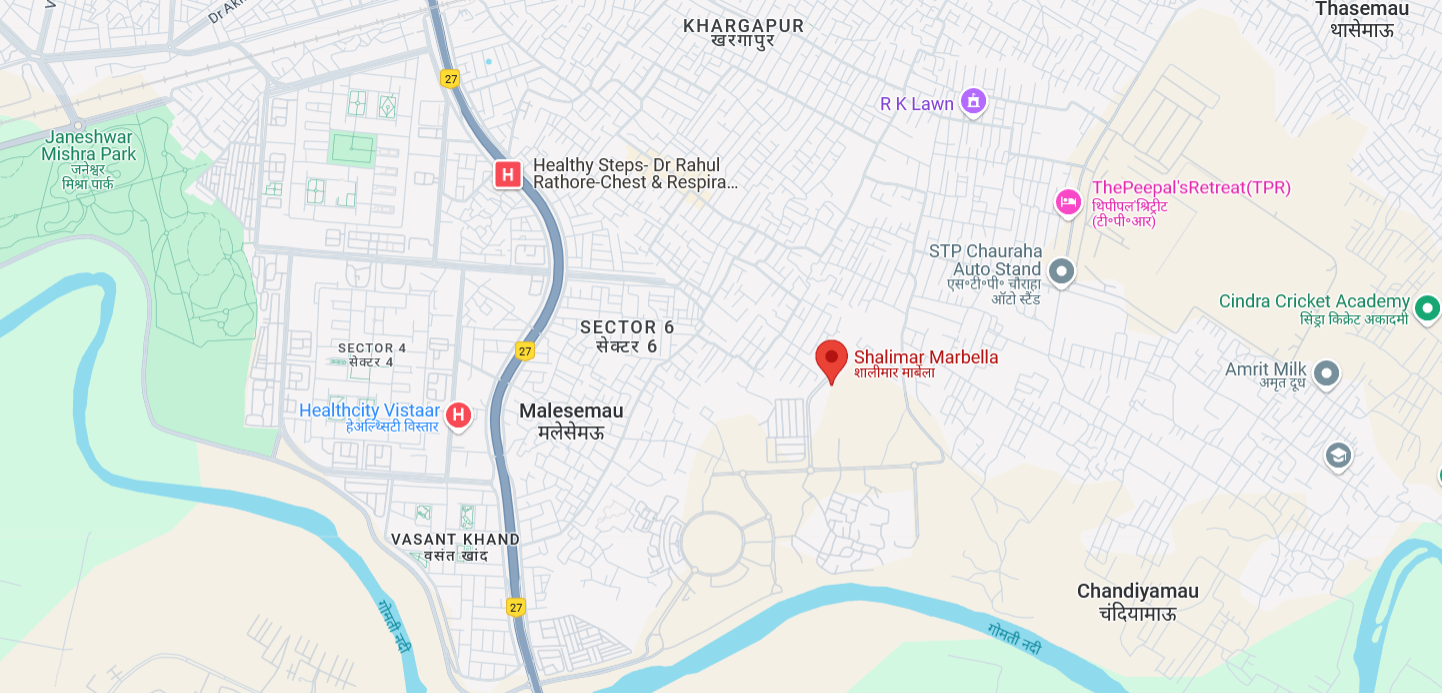 Dr Akh
KHARGAPUR
खरगापुर
Thasemau
थासेमाऊ
27
R K Lawn
Janeshwar
Mishra Park
जनेश्वर
मिश्रा पार्क
H
Healthy Steps- Dr Rahul
Rathore-Chest & Respira...
ThePeepal'sRetreat(TPR)
थिपीपल'श्रिट्रीट
(टी॰पी॰आर)
STP Chauraha
Auto Stand
एस॰टी॰पी॰ चौराहा
ऑटो स्टैंड
Cindra Cricket Academy
सिंड्रा क्रिकेट अकादमी
SECTOR 6
सेक्टर 6
27
SECTOR 4
सेक्टर 4
Shalimar Marbella
शालीमार मार्बेला
Amrit Milk
अमृत दूध
Healthcity Vistaar
हेअल्थ्सिटी विस्तार
H
Malesemau
मलेसेमऊ
VASANT KHAND
वसंत खांद
Chandiyamau
चंदियामाऊ
27
गोमती नदी
गोमती नदी